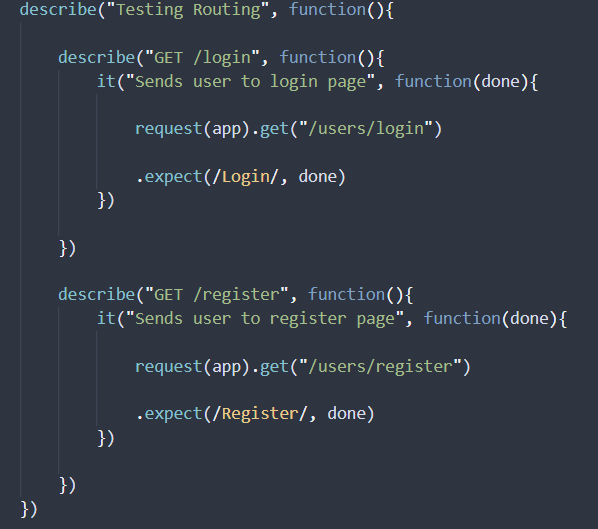 describe("Testing Routing", function(){
describe("GET /login", function(){
it("Sends user to login page", function(done){
request(app).get("/users/login")
.expect(/Login/, done)
})
})
describe("GET /register", function(){
it("Sends user to register page", function(done){
request(app).get("/users/register")
.expect(/Register/, done)
})
})
})